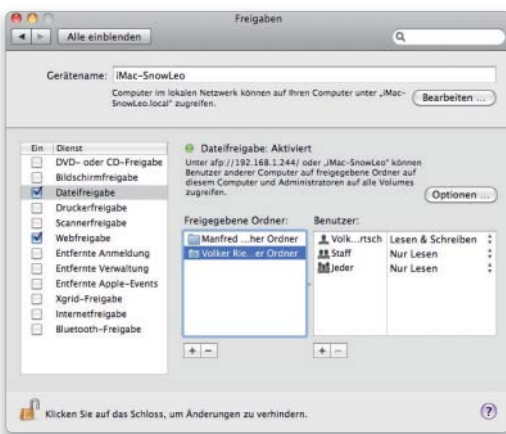 Freigaben
Alle einblenden
Gerätename: iMac-SnowLeo
Computer im lokalen Netzwerk können auf Ihren Computer unter „iMac-
SnowLeo.local“ zugreifen.
Bearbeiten ...
Ein Dienst
DVD- oder CD-Freigabe
Bildschirmfreigabe
Dateifreigabe
Druckerfreigabe
Scannerfreigabe
Webfreigabe
Entfernte Anmeldung
Entfernte Verwaltung
Entfernte Apple-Events
Xgrid-Freigabe
Internetfreigabe
Bluetooth-Freigabe
Dateifreigabe: Aktiviert
Unter afp://192.168.1.244/ oder „iMac-SnowLeo“ können
Benutzer anderer Computer auf freigegebene Ordner auf
diesem Computer und Administratoren auf alle Volumes
zugreifen.
Optionen ...
Freigegebene Ordner:
Manfred ...her Ordner
Volker Rie...er Ordner
Benutzer:
Volk...rtsch Lesen & Schreiben
Staff Nur Lesen
Jeder Nur Lesen
+ −
+ −
Klicken Sie auf das Schloss, um Änderungen zu verhindern.
?